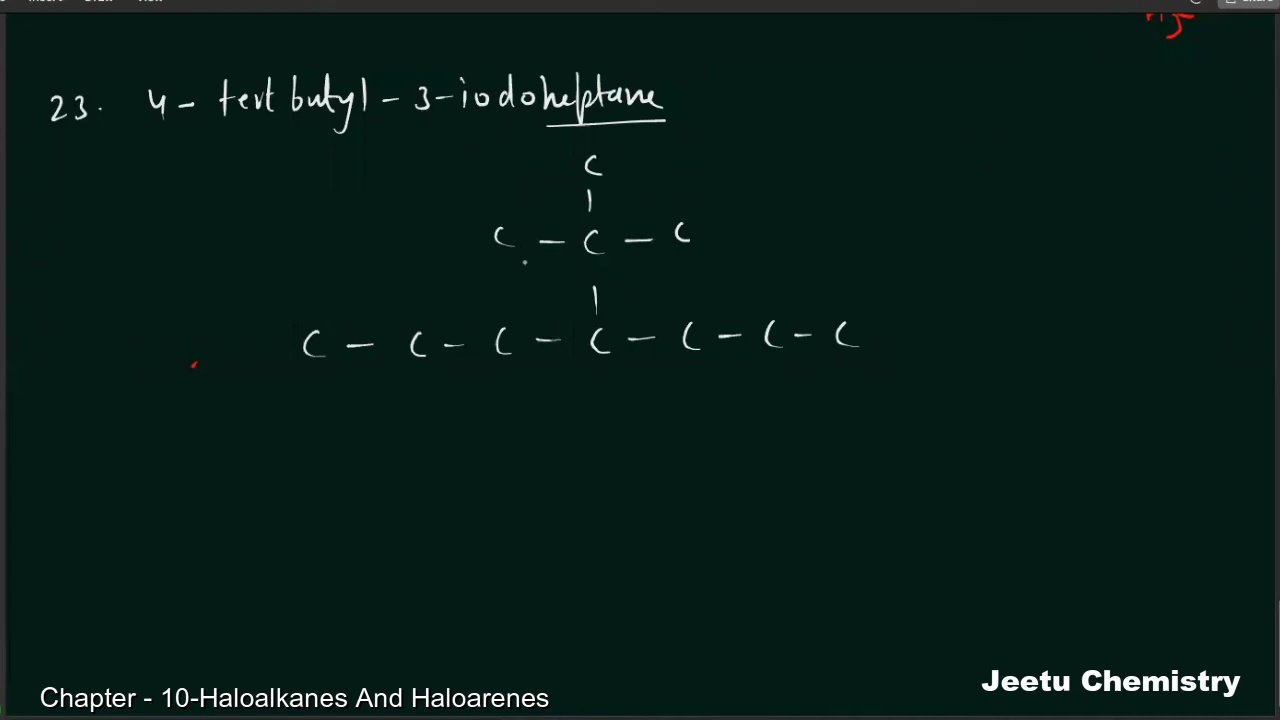 23. 4 - tert butyl - 3 - iodoheptane
C
C - C - C
C - C - C - C - C - C - C
Jeetu Chemistry
Chapter - 10-Haloalkanes And Haloarenes